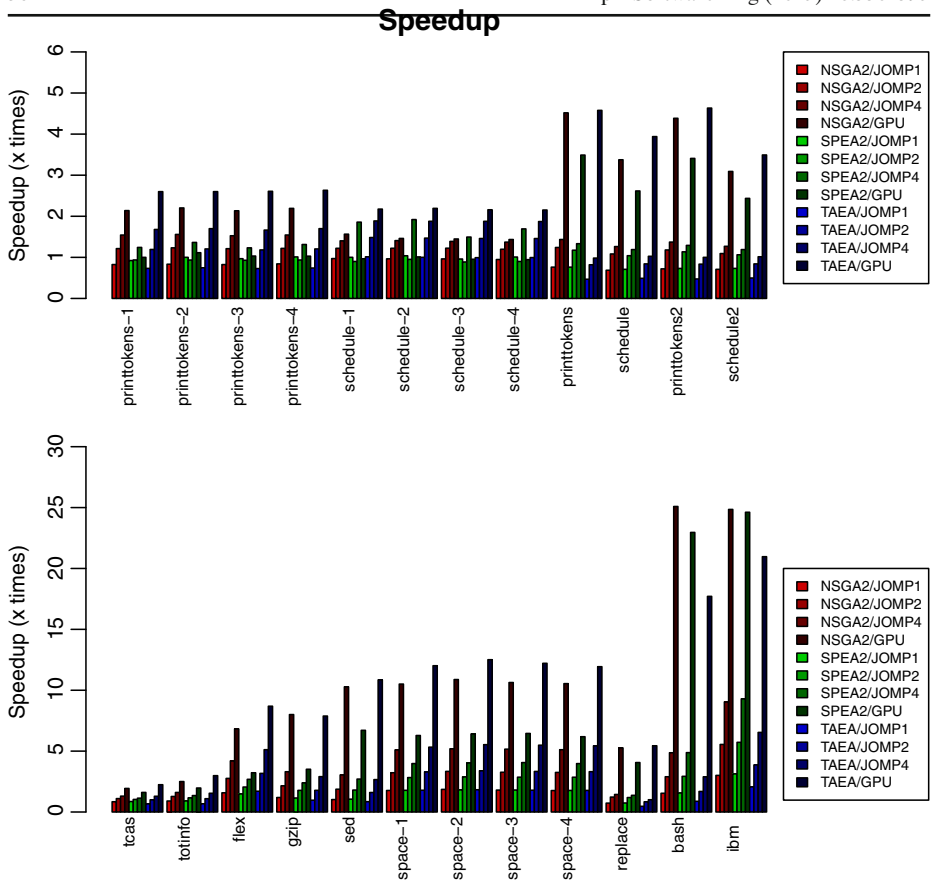 Speedup
Speedup (x times)
0 1 2 3 4 5 6
NSGA2/JOMP1
NSGA2/JOMP2
NSGA2/JOMP4
NSGA2/GPU
SPEA2/JOMP1
SPEA2/JOMP2
SPEA2/JOMP4
SPEA2/GPU
TAEA/JOMP1
TAEA/JOMP2
TAEA/JOMP4
TAEA/GPU
printtokens−1
printtokens−2
printtokens−3
printtokens−4
schedule−1
schedule−2
schedule−3
schedule−4
printtokens
schedule
printtokens2
schedule2
Speedup (x times)
0 5 10 15 20 25 30
NSGA2/JOMP1
NSGA2/JOMP2
NSGA2/JOMP4
NSGA2/GPU
SPEA2/JOMP1
SPEA2/JOMP2
SPEA2/JOMP4
SPEA2/GPU
TAEA/JOMP1
TAEA/JOMP2
TAEA/JOMP4
TAEA/GPU
tcas
totinfo
flex
gzip
sed
space−1
space−2
space−3
space−4
replace
bash
ibm